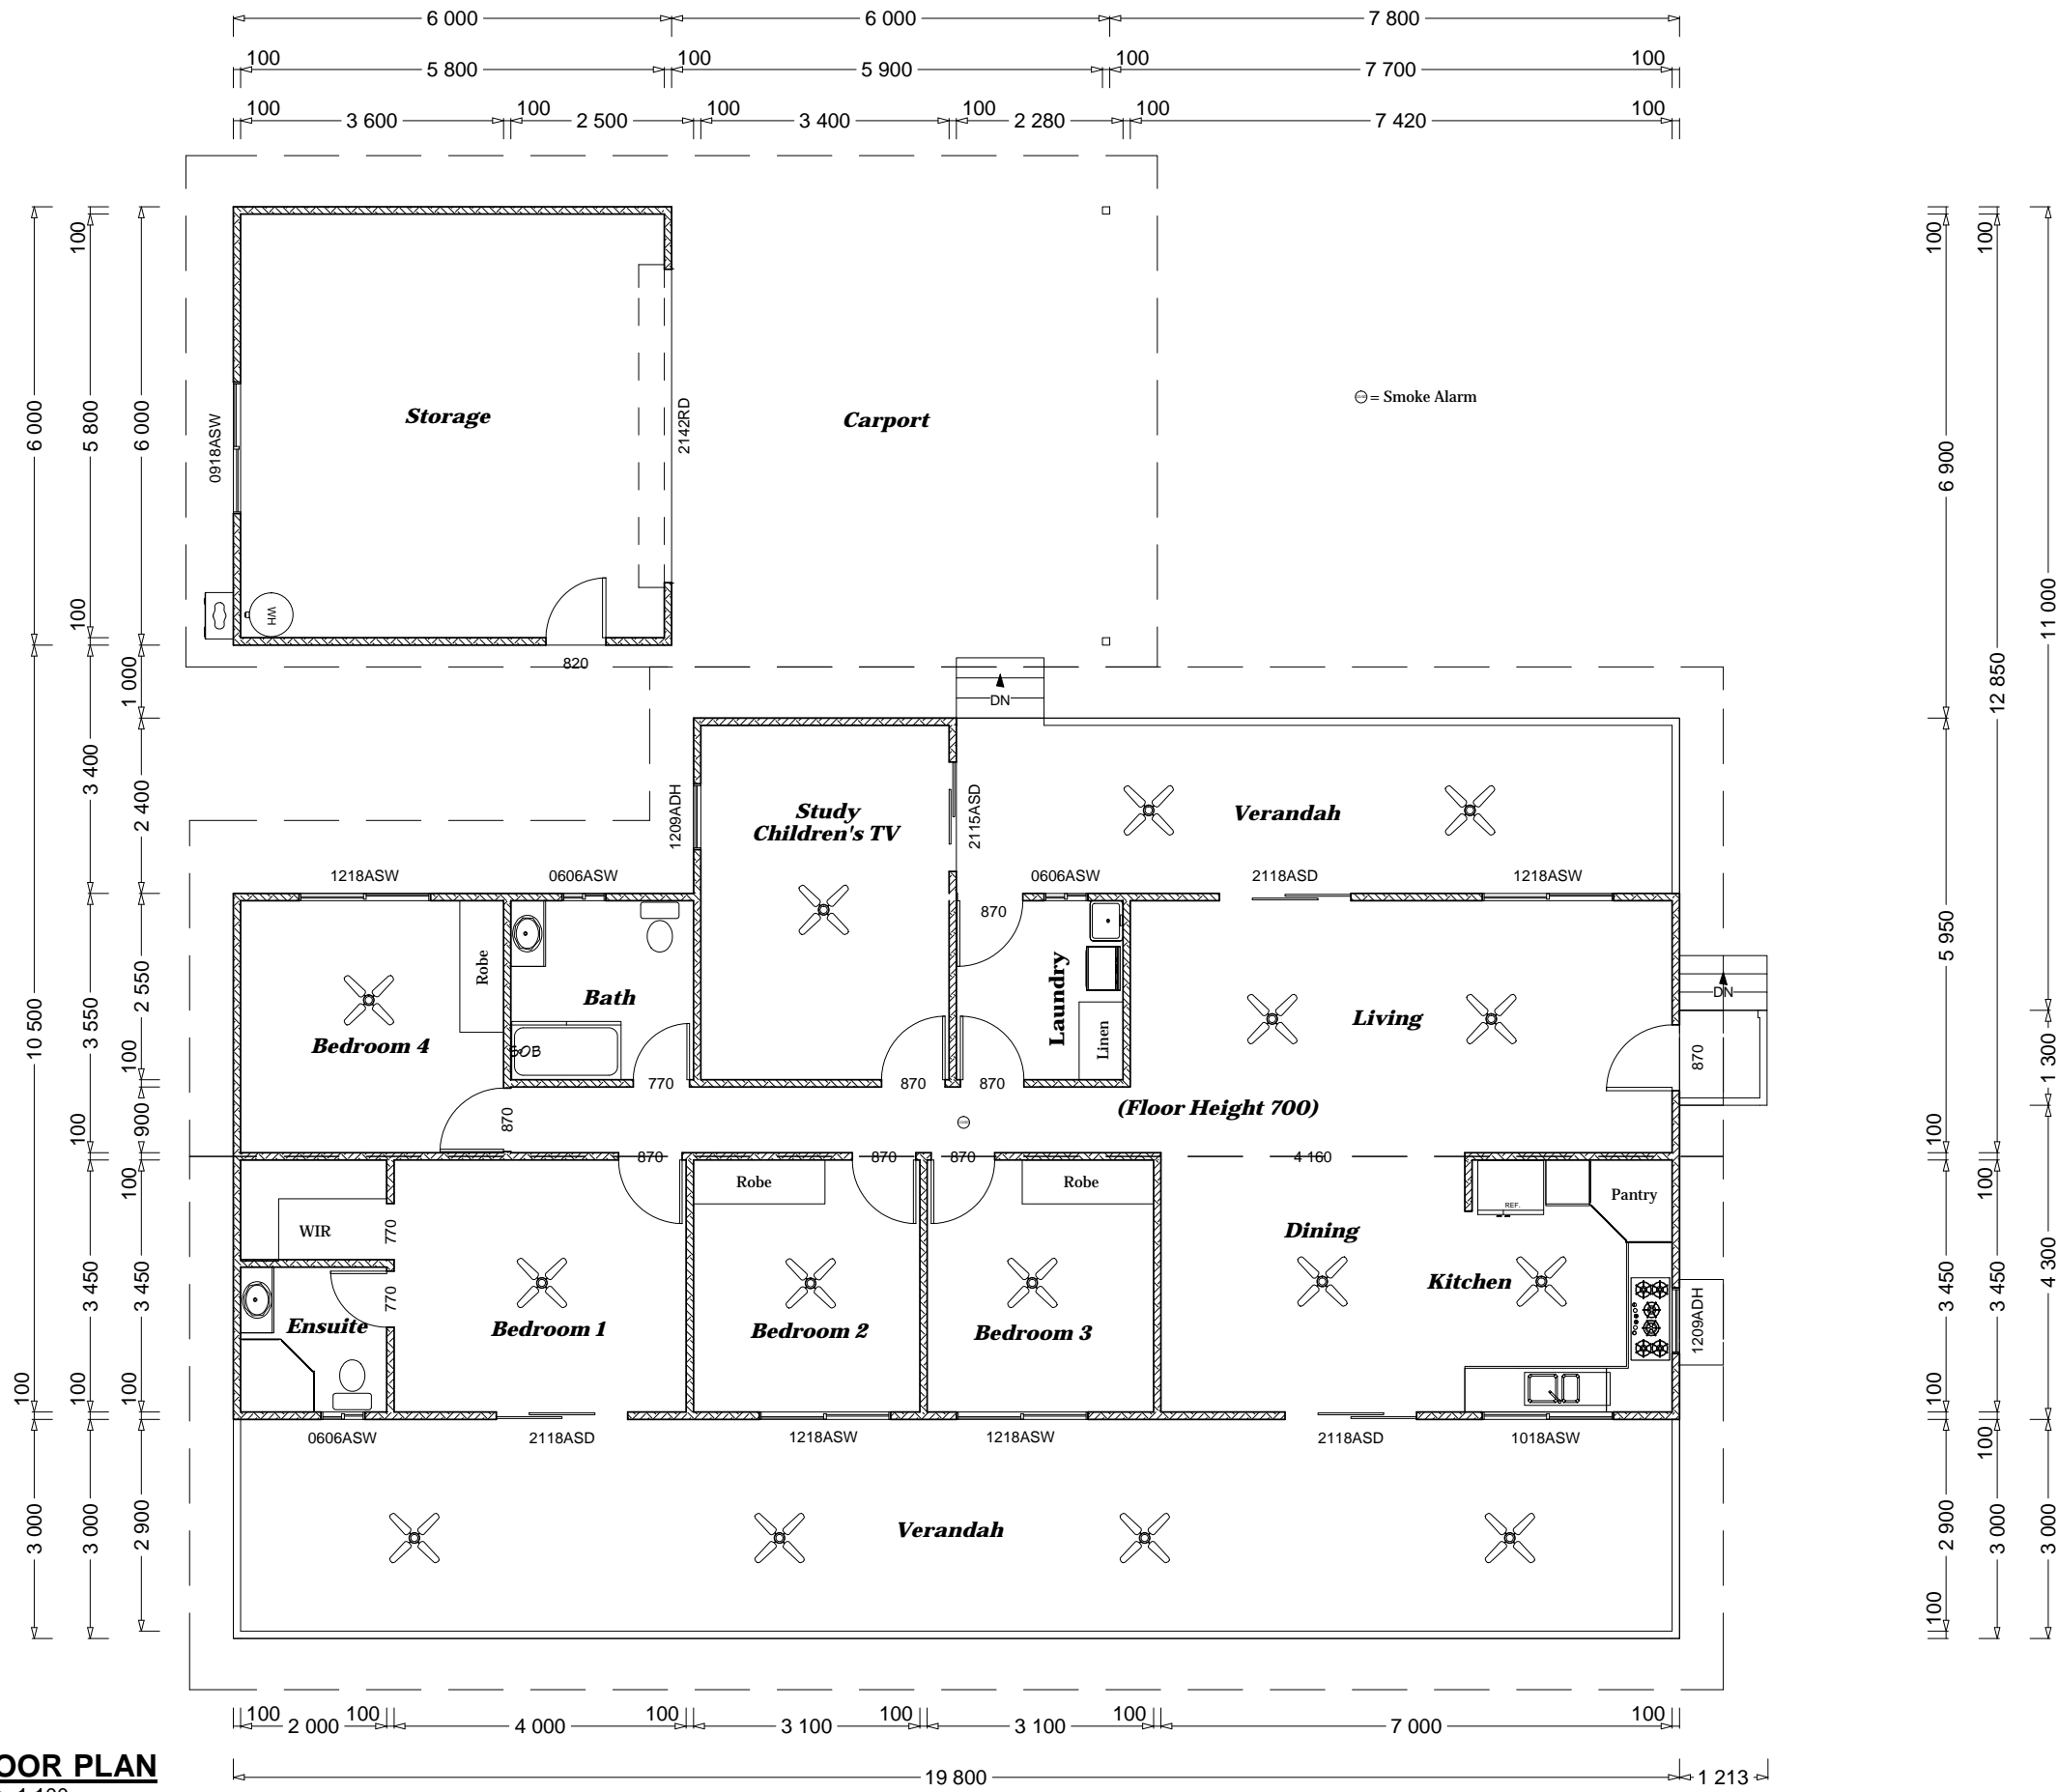 6 000 6 000 7 800
100 5 800 100 5 900 100 7 700 100
100 3 600 100 2 500 100 3 400 100 2 280 100 7 420 100
6 000
10 500
100
3 000
100
5 800
100
3 400
3 550
100
3 450
100
3 000
6 000
1 000
2 400
2 550
100
900
100
3 450
100
2 900
Storage
Carport
= Smoke Alarm
0918ASW
2142RD
WH
820
DN
1209ADH
Study
Children's TV
2115ASD
Verandah
1218ASW
0606ASW
0606ASW
2118ASD
1218ASW
870
Robe
Bath
Bedroom 4
SOB
Laundry
Linen
Living
DN
870
770
870
870
870
(Floor Height 700)
870
870
870
4 160
WIR
770
770
Robe
Robe
REF.
Pantry
Dining
Kitchen
Ensuite
Bedroom 1
Bedroom 2
Bedroom 3
1209ADH
0606ASW
2118ASD
1218ASW
1218ASW
2118ASD
1018ASW
Verandah
100
6 900
5 950
100
3 450
100
2 900
100
100
12 850
100
3 450
100
3 000
11 000
1 300
4 300
3 000
100 2 000 100 4 000 100 3 100 100 3 100 100 7 000 100
19 800 1 213
OOR PLAN